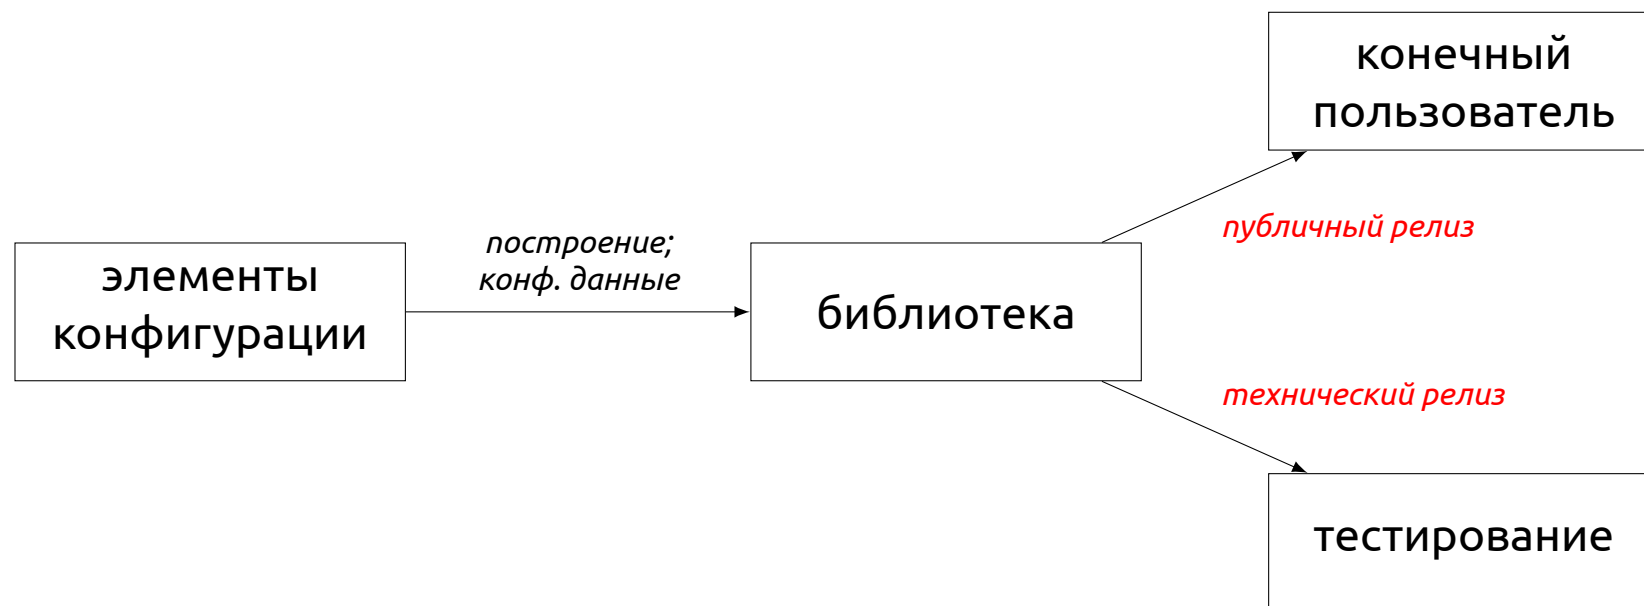 конечный
пользователь
публичный релиз
построение;
конф. данные
элементы
конфигурации
библиотека
технический релиз
тестирование